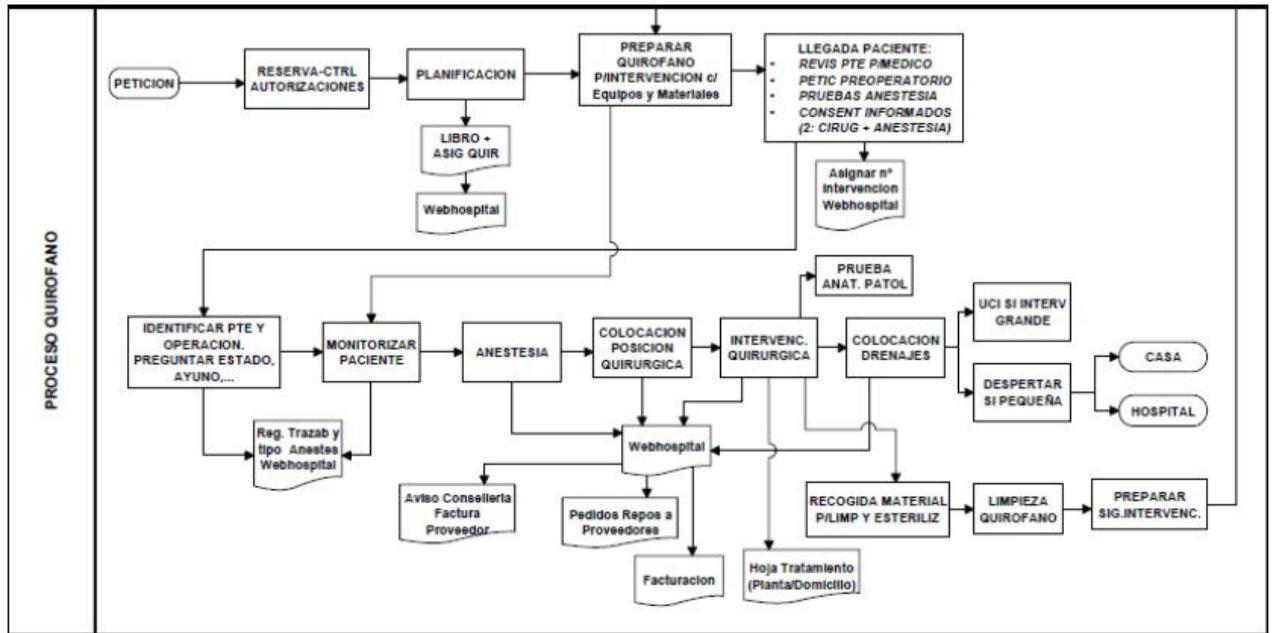 PROCESO QUIROFANO
PETICION
RESERVA-CTRL
AUTORIZACIONES
PLANIFICACION
PREPARAR
QUIROFANO
P/INTERVENCION c/
Equipos y Materiales
LLEGADA PACIENTE:
- REVIS PTE P/MEDICO
- PETIC PREOPERATORIO
- PRUEBAS ANESTESIA
- CONSENT INFORMADOS
(2: CIRUG + ANESTESIA)
LIBRO +
ASIG QUIR
Webhospital
Asignar nº
Intervencion
Webhospital
PRUEBA
ANAT. PATOL
IDENTIFICAR PTE Y
OPERACION.
PREGUNTAR ESTADO,
AYUNO,...
MONITORIZAR
PACIENTE
ANESTESIA
COLOCACION
POSICION
QUIRURGICA
INTERVENC.
QUIRURGICA
COLOCACION
DRENAJES
UCI SI INTERV
GRANDE
DESPERTAR
SI PEQUEÑA
CASA
HOSPITAL
Reg. Trazab y
tipo Anestes
Webhospital
Webhospital
Aviso Conselleria
Factura
Proveedor
Pedidos Repos a
Proveedores
Facturacion
Hoja Tratamiento
(Planta/Domicilio)
RECOGIDA MATERIAL
P/LIMP Y ESTERILIZ
LIMPIEZA
QUIROFANO
PREPARAR
SIG.INTERVENC.